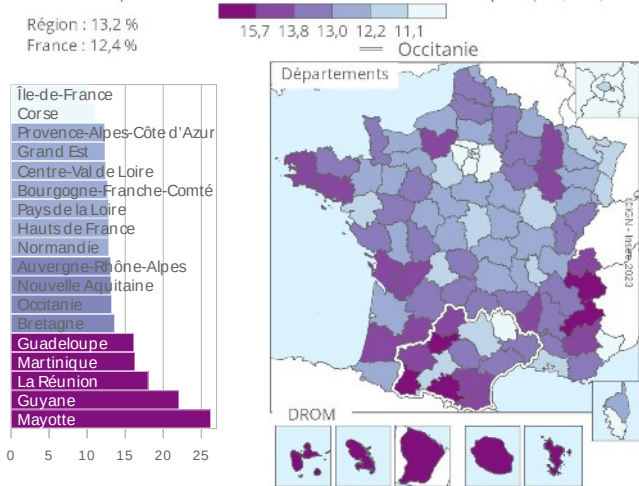 Région : 13,2 %
France : 12,4 %
15,7 13,8 13,0 12,2 11,1
Occitanie
Départements
Île-de-France
Corse
Provence-Alpes-Côte d'Azur
Grand Est
Centre-Val de Loire
Bourgogne-Franche-Comté
Pays de la Loire
Hauts de France
Normandie
Auvergne-Rhône-Alpes
Nouvelle Aquitaine
Occitanie
Bretagne
Guadeloupe
Martinique
La Réunion
Guyane
Mayotte
0 5 10 15 20 25
©IGN - Insee 2023
DROM